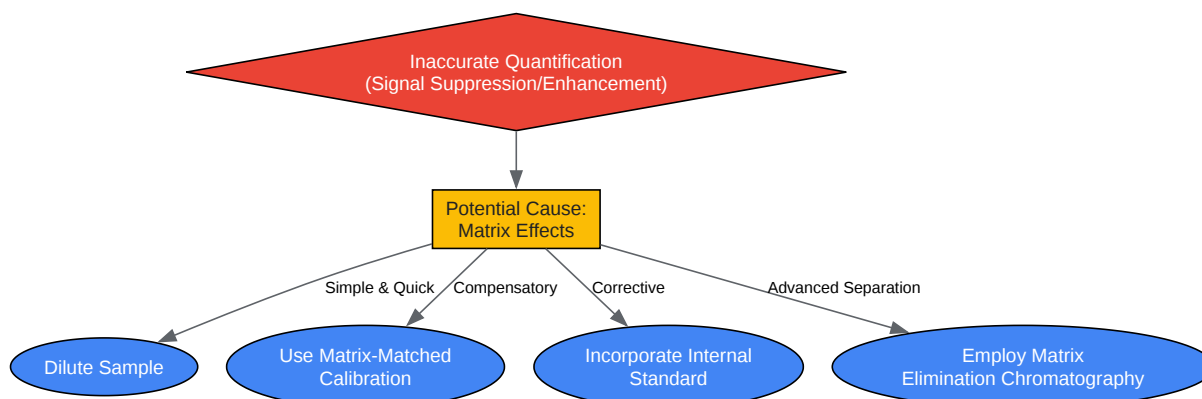 Inaccurate Quantification
(Signal Suppression/Enhancement)
Potential Cause:
Matrix Effects
Simple & Quick
Compensatory
Corrective
Advanced Separation
Dilute Sample
Use Matrix-Matched
Calibration
Incorporate Internal
Standard
Employ Matrix
Elimination Chromatography